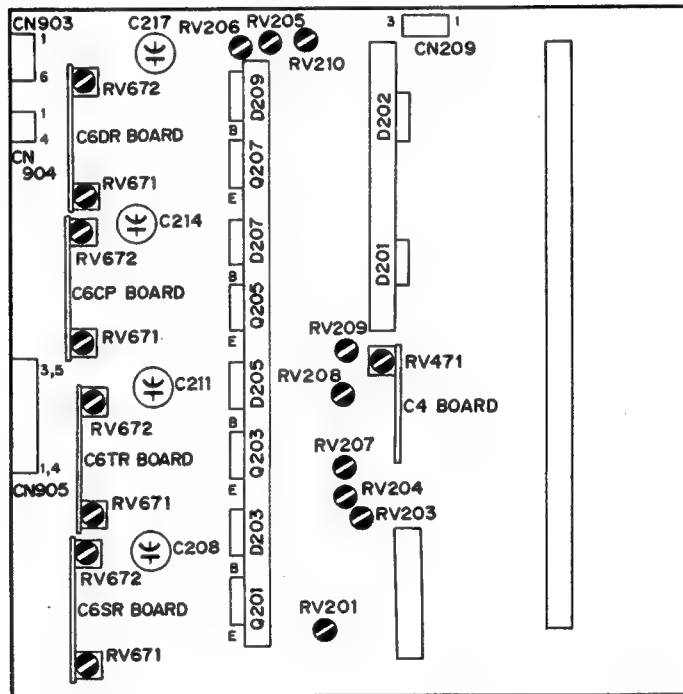 CN903
1
6
1
4
CN
904
C217
RV206
RV205
RV210
3
1
CN209
RV672
C6DR BOARD
RV671
C214
RV672
C6CP BOARD
RV671
3,5
1,4
CN905
C211
RV672
C6TR BOARD
RV671
C208
RV672
C6SR BOARD
RV671
D209
B
Q207
E
D207
B
Q205
E
D205
B
Q203
E
D203
B
Q201
E
D202
D201
RV209
RV471
RV208
C4 BOARD
RV207
RV204
RV203
RV201